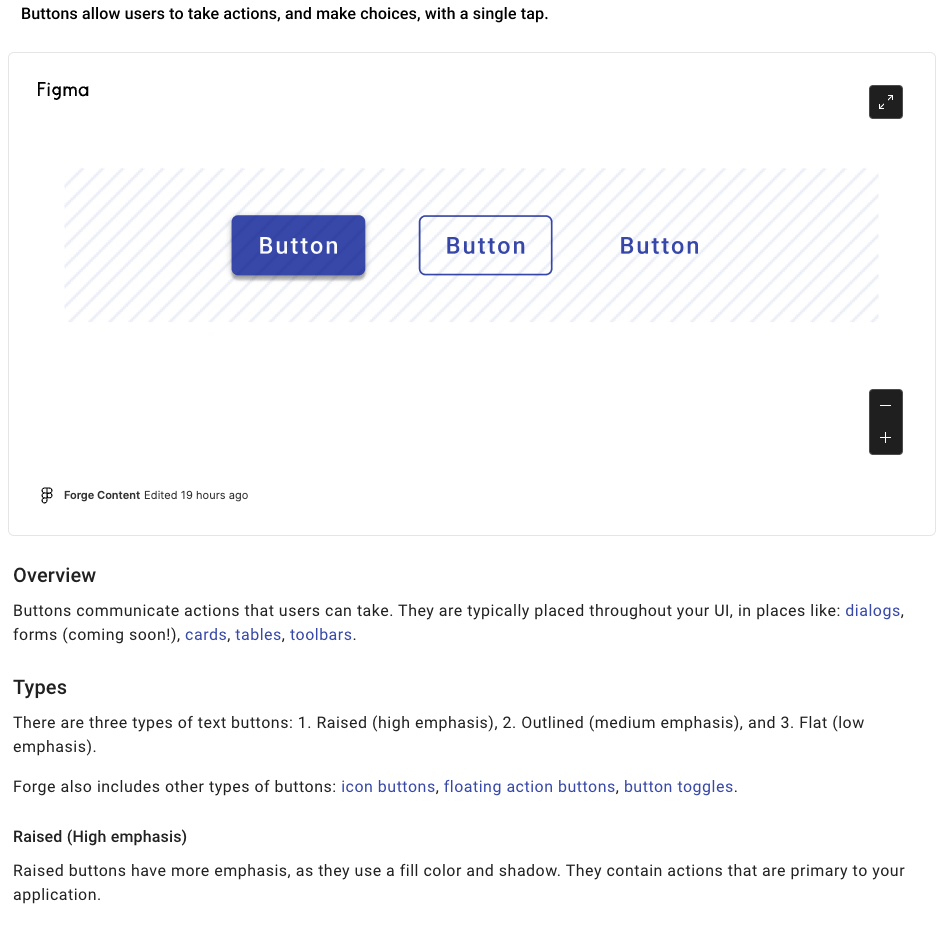 Buttons allow users to take actions, and make choices, with a single tap.
Figma
Button Button Button
Forge Content Edited 19 hours ago
Overview
Buttons communicate actions that users can take. They are typically placed throughout your UI, in places like: dialogs,
forms (coming soon!), cards, tables, toolbars.
Types
There are three types of text buttons: 1. Raised (high emphasis), 2. Outlined (medium emphasis), and 3. Flat (low
emphasis).
Forge also includes other types of buttons: icon buttons, floating action buttons, button toggles.
Raised (High emphasis)
Raised buttons have more emphasis, as they use a fill color and shadow. They contain actions that are primary to your
application.